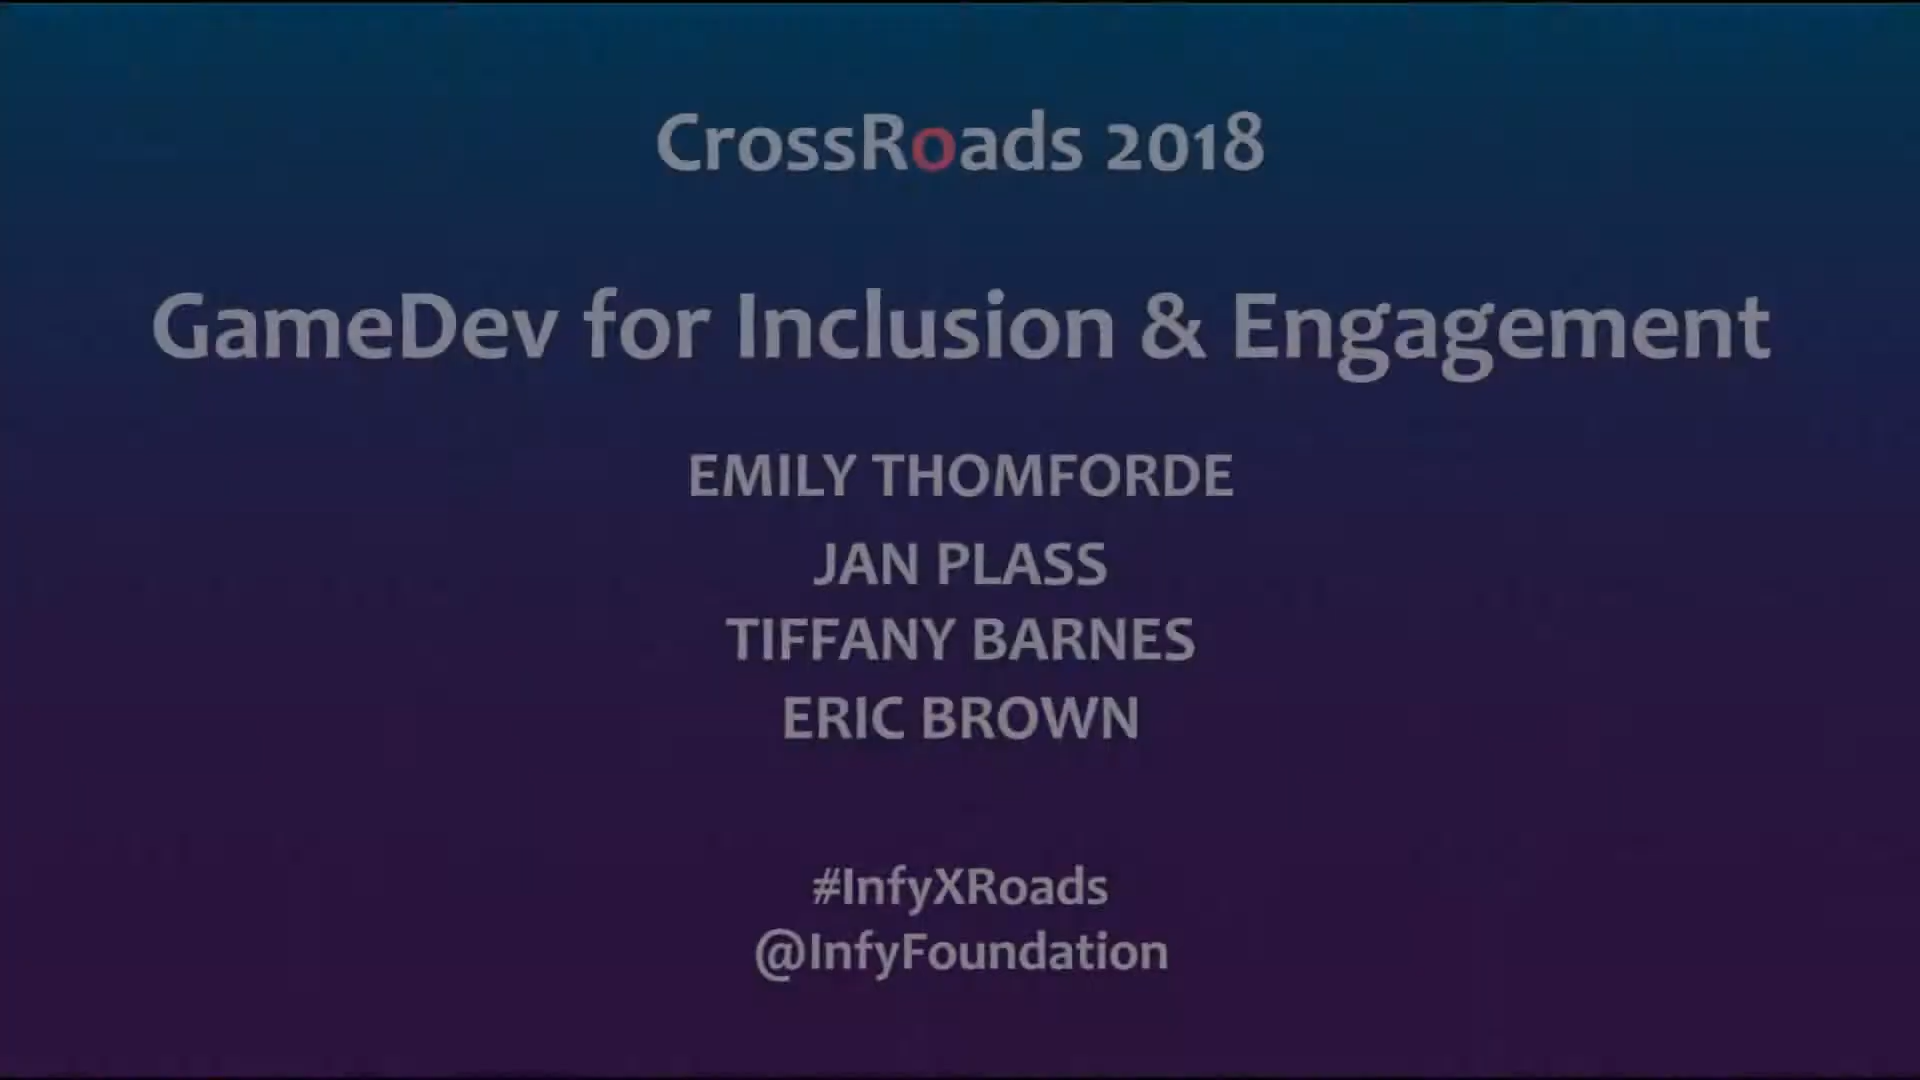 CrossRoads 2018
GameDev for Inclusion & Engagement
EMILY THOMFORDE
JAN PLASS
TIFFANY BARNES
ERIC BROWN
#InfyXRoads
@InfyFoundation